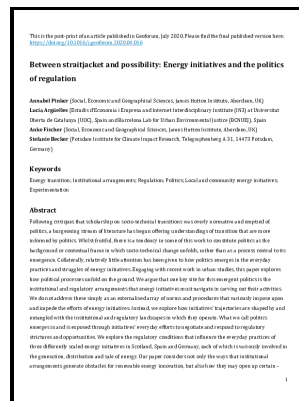 This is the post-print of an article published in Geoforum, July 2020. Please find the final published version here:
https://doi.org/10.1016/j.geoforum.2020.04.016
Between straitjacket and possibility: Energy initiatives and the politics
of regulation
Annabel Pinker (Social, Economic and Geographical Sciences, James Hutton Institute, Aberdeen, UK)
Lucía Argüelles (Estudis d'Economia i Empresa and Internet Interdisciplinary Institute (IN3) at Universitat
Oberta de Catalunya (UOC), Spain and Barcelona Lab for Urban Environmental Justice (BCNUEJ), Spain
Anke Fischer (Social, Economic and Geographical Sciences, James Hutton Institute, Aberdeen, UK)
Stefanie Becker (Potsdam Institute for Climate Impact Research, Telegraphenberg A 31, 14473 Potsdam,
Germany)
Keywords
Energy transition; Institutional arrangements; Regulation; Politics; Local and community energy initiatives;
Experimentation
Abstract
Following critiques that scholarship on socio-technical transitions was overly normative and emptied of
politics, a burgeoning stream of literature has began offering understandings of transition that are more
informed by politics. Whilst fruitful, there is a tendency in some of this work to constitute politics as the
background or contextual frame in which socio-technical change unfolds, rather than as a process central to its
emergence. Collaterally, relatively little attention has been given to how politics emerges in the everyday
practices and struggles of energy initiatives. Engaging with recent work in urban studies, this paper explores
how political processes unfold on the ground. We argue that one key site for this emergent politics is the
institutional and regulatory arrangements that energy initiatives must navigate in carrying out their activities.
We do not address these simply as an externalised array of norms and procedures that variously impose upon
and impede the efforts of energy initiatives. Instead, we explore how initiatives' trajectories are shaped by and
entangled with the institutional and regulatory landscapes in which they operate. What we call politics
emerges in and is exposed through initiatives' everyday efforts to negotiate and respond to regulatory
strictures and opportunities. We explore the regulatory conditions that influence the everyday practices of
three differently scaled energy initiatives in Scotland, Spain and Germany, each of which is variously involved in
the generation, distribution and sale of energy. Our paper considers not only the ways that institutional
arrangements generate obstacles for renewable energy innovation, but also how they may open up certain –
1